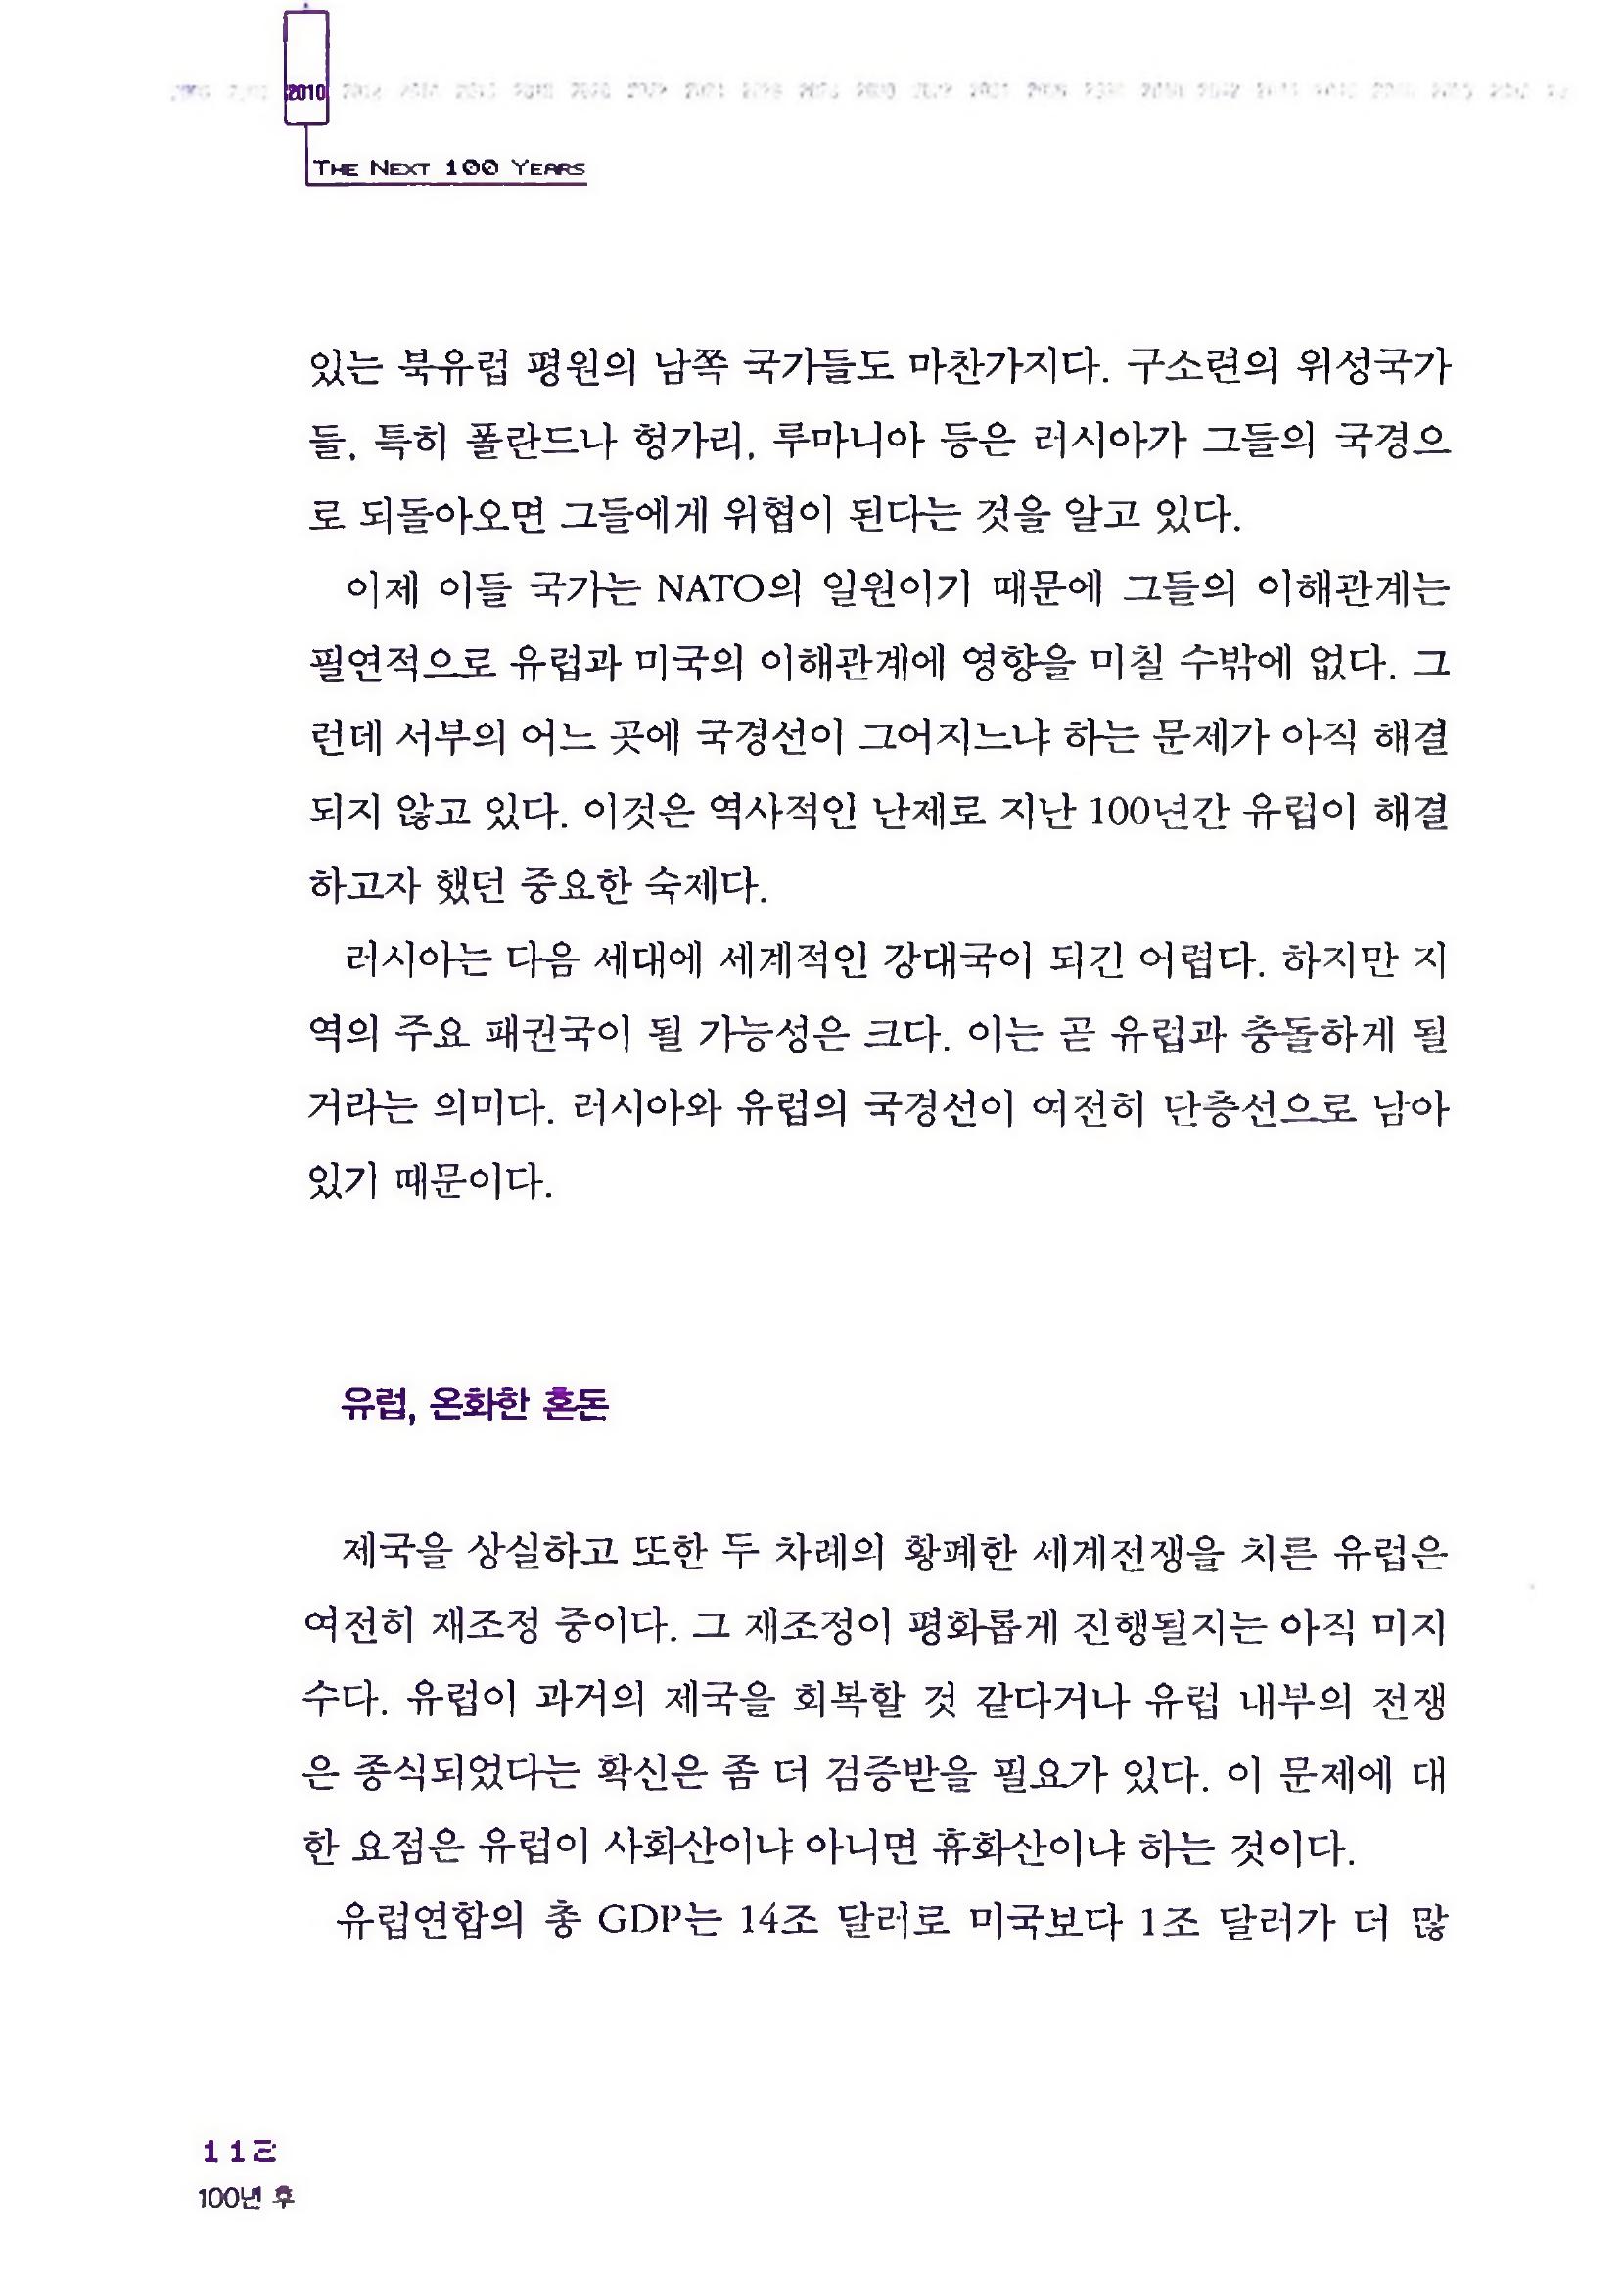 2010
THE NEXT 100 YEARS
있는 북유럽 평원의 남쪽 국가들도 마찬가지다. 구소련의 위성국가
들, 특히 폴란드나 헝가리, 루마니아 등은 러시아가 그들의 국경으
로 되돌아오면 그들에게 위협이 된다는 것을 알고 있다.
이제 이들 국가는 NATO의 일원이기 때문에 그들의 이해관계는
필연적으로 유럽과 미국의 이해관계에 영향을 미칠 수밖에 없다. 그
런데 서부의 어느 곳에 국경선이 그어지느냐 하는 문제가 아직 해결
되지 않고 있다. 이것은 역사적인 난제로 지난 100년간 유럽이 해결
하고자 했던 중요한 숙제다.
러시아는 다음 세대에 세계적인 강대국이 되긴 어렵다. 하지만 지
역의 주요 패권국이 될 가능성은 크다. 이는 곧 유럽과 충돌하게 될
거라는 의미다. 러시아와 유럽의 국경선이 여전히 단층선으로 남아
있기 때문이다.
유럽, 온화한 혼돈
제국을 상실하고 또한 두 차례의 황폐한 세계전쟁을 치른 유럽은
여전히 재조정 중이다. 그 재조정이 평화롭게 진행될지는 아직 미지
수다. 유럽이 과거의 제국을 회복할 것 같다거나 유럽 내부의 전쟁
은 종식되었다는 확신은 좀 더 검증받을 필요가 있다. 이 문제에 대
한 요점은 유럽이 사화산이냐 아니면 휴화산이냐 하는 것이다.
유럽연합의 총 GDP는 14조 달러로 미국보다 1조 달러가 더 많
112
100년 후